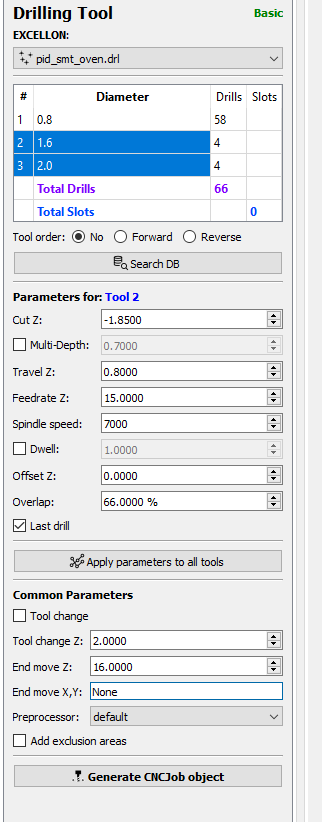 Drilling Tool Basic
EXCELLON:
pid_smt_oven.drl
# Diameter Drills Slots
1 0.8 58
2 1.6 4
3 2.0 4
Total Drills 66
Total Slots 0
Tool order: No Forward Reverse
Search DB
Parameters for: Tool 2
Cut Z: -1.8500
Multi-Depth: 0.7000
Travel Z: 0.8000
Feedrate Z: 15.0000
Spindle speed: 7000
Dwell: 1.0000
Offset Z: 0.0000
Overlap: 66.0000 %
Last drill
Apply parameters to all tools
Common Parameters
Tool change
Tool change Z: 2.0000
End move Z: 16.0000
End move X,Y: None
Preprocessor: default
Add exclusion areas
Generate CNCJob object